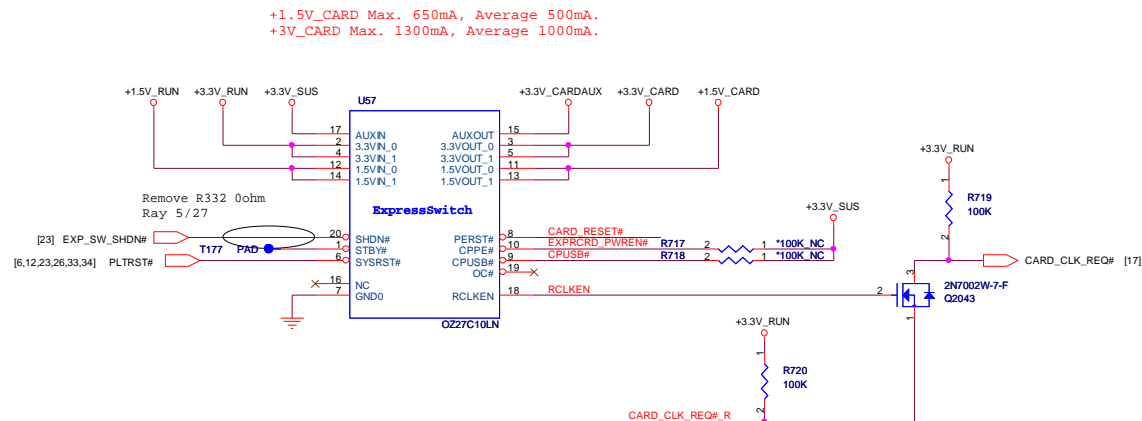 +1.5V_CARD Max. 650mA, Average 500mA.
+3V_CARD Max. 1300mA, Average 1000mA.
+1.5V_RUN +3.3V_RUN +3.3V_SUS U57 +3.3V_CARDAUX +3.3V_CARD +1.5V_CARD
17 AUXIN AUXOUT 15
2 3.3VIN_0 3.3VOUT_0 3
4 3.3VIN_1 3.3VOUT_1 5
12 1.5VIN_0 1.5VOUT_0 11
14 1.5VIN_1 1.5VOUT_1 13
+3.3V_RUN
1
R719
100K
2
Remove R332 0ohm
Ray 5/27
ExpressSwitch
+3.3V_SUS
[23] EXP_SW_SHDN# 20 SHDN# PERST# 8 CARD_RESET#
T177 PAD 1 STBY# CPPE# 10 EXPRCRD_PWREN# R717 2 1 *100K_NC
[6,12,23,26,33,34] PLTRST# 6 SYSRST# CPUSB# 9 CPUSB# R718 2 1 *100K_NC
OC# 19
CARD_CLK_REQ# [17]
16 NC
7 GND0 RCLKEN 18 RCLKEN 2
3
2N7002W-7-F
Q2043
1
OZ27C10LN
+3.3V_RUN
1
R720
100K
2
CARD_CLK_REQ#_R